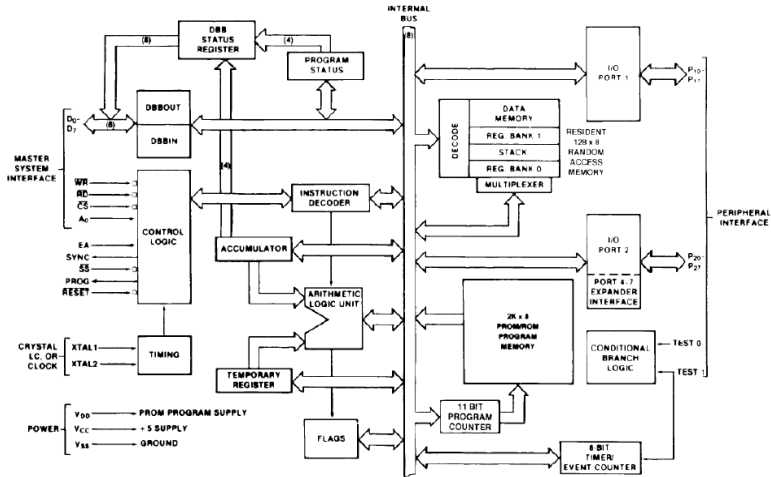 INTERNAL
BUS
(8)
DBB
STATUS
REGISTER
(8)
(4)
PROGRAM
STATUS
D0-
D7
(8)
DBBOUT
DBBIN
(4)
MASTER
SYSTEM
INTERFACE
WR
RD
CS
A0
EA
SYNC
SS
PROG
RESET
CONTROL
LOGIC
INSTRUCTION
DECODER
ACCUMULATOR
ARITHMETIC
LOGIC UNIT
TEMPORARY
REGISTER
FLAGS
CRYSTAL
LC, OR
CLOCK
XTAL1
XTAL2
TIMING
POWER
VDD
PROM PROGRAM SUPPLY
VCC
+5 SUPPLY
VSS
GROUND
I/O
PORT 1
P10-
P17
DECODE
DATA
MEMORY
REG. BANK 1
STACK
REG. BANK 0
MULTIPLEXER
RESIDENT
128 x 8
RANDOM
ACCESS
MEMORY
PERIPHERAL
INTERFACE
I/O
PORT 2
P20-
P27
PORT 4-7
EXPANDER
INTERFACE
2K x 8
PROM/ROM
PROGRAM
MEMORY
CONDITIONAL
BRANCH
LOGIC
TEST 0
TEST 1
11-BIT
PROGRAM
COUNTER
8-BIT
TIMER/
EVENT COUNTER